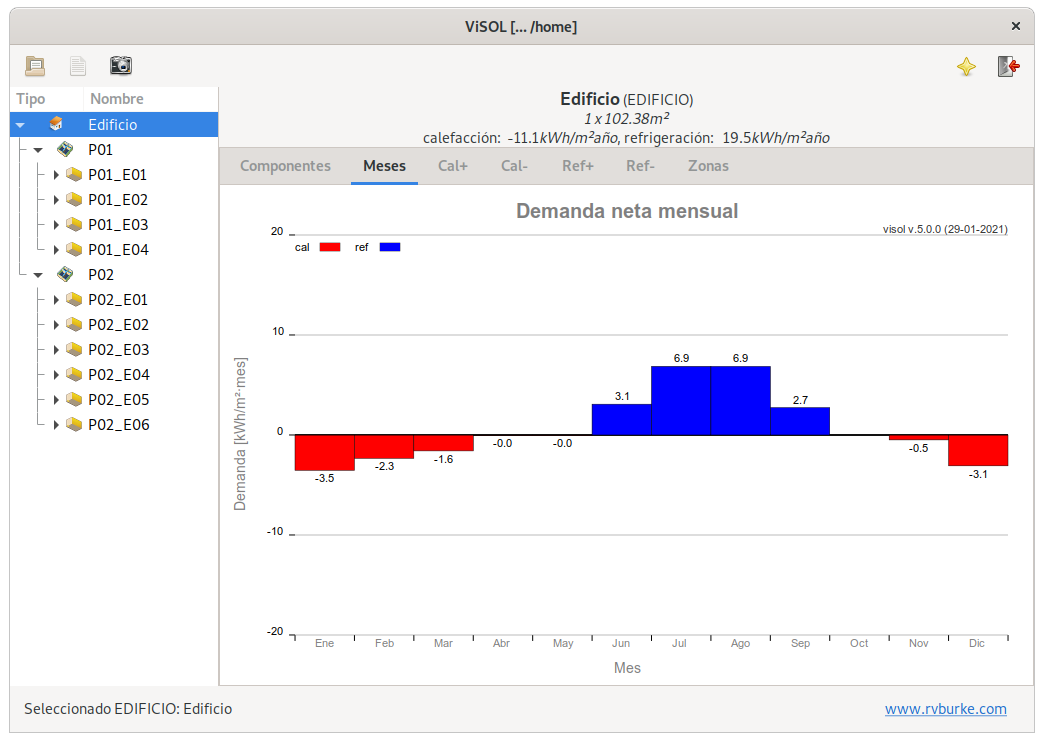 ViSOL [... /home]
Tipo Nombre
Edificio
P01
P01_E01
P01_E02
P01_E03
P01_E04
P02
P02_E01
P02_E02
P02_E03
P02_E04
P02_E05
P02_E06
Edificio (EDIFICIO)
1 x 102.38m²
calefacción: -11.1kWh/m²año, refrigeración: 19.5kWh/m²año
Componentes Meses Cal+ Cal- Ref+ Ref- Zonas
Demanda neta mensual
visol v.5.0.0 (29-01-2021)
cal ref
20
10
0
-10
-20
Demanda [kWh/m²·mes]
-3.5 -2.3 -1.6 -0.0 -0.0 3.1 6.9 6.9 2.7 -0.5 -3.1
Ene Feb Mar Abr May Jun Jul Ago Sep Oct Nov Dic
Mes
Seleccionado EDIFICIO: Edificio
www.rvburke.com